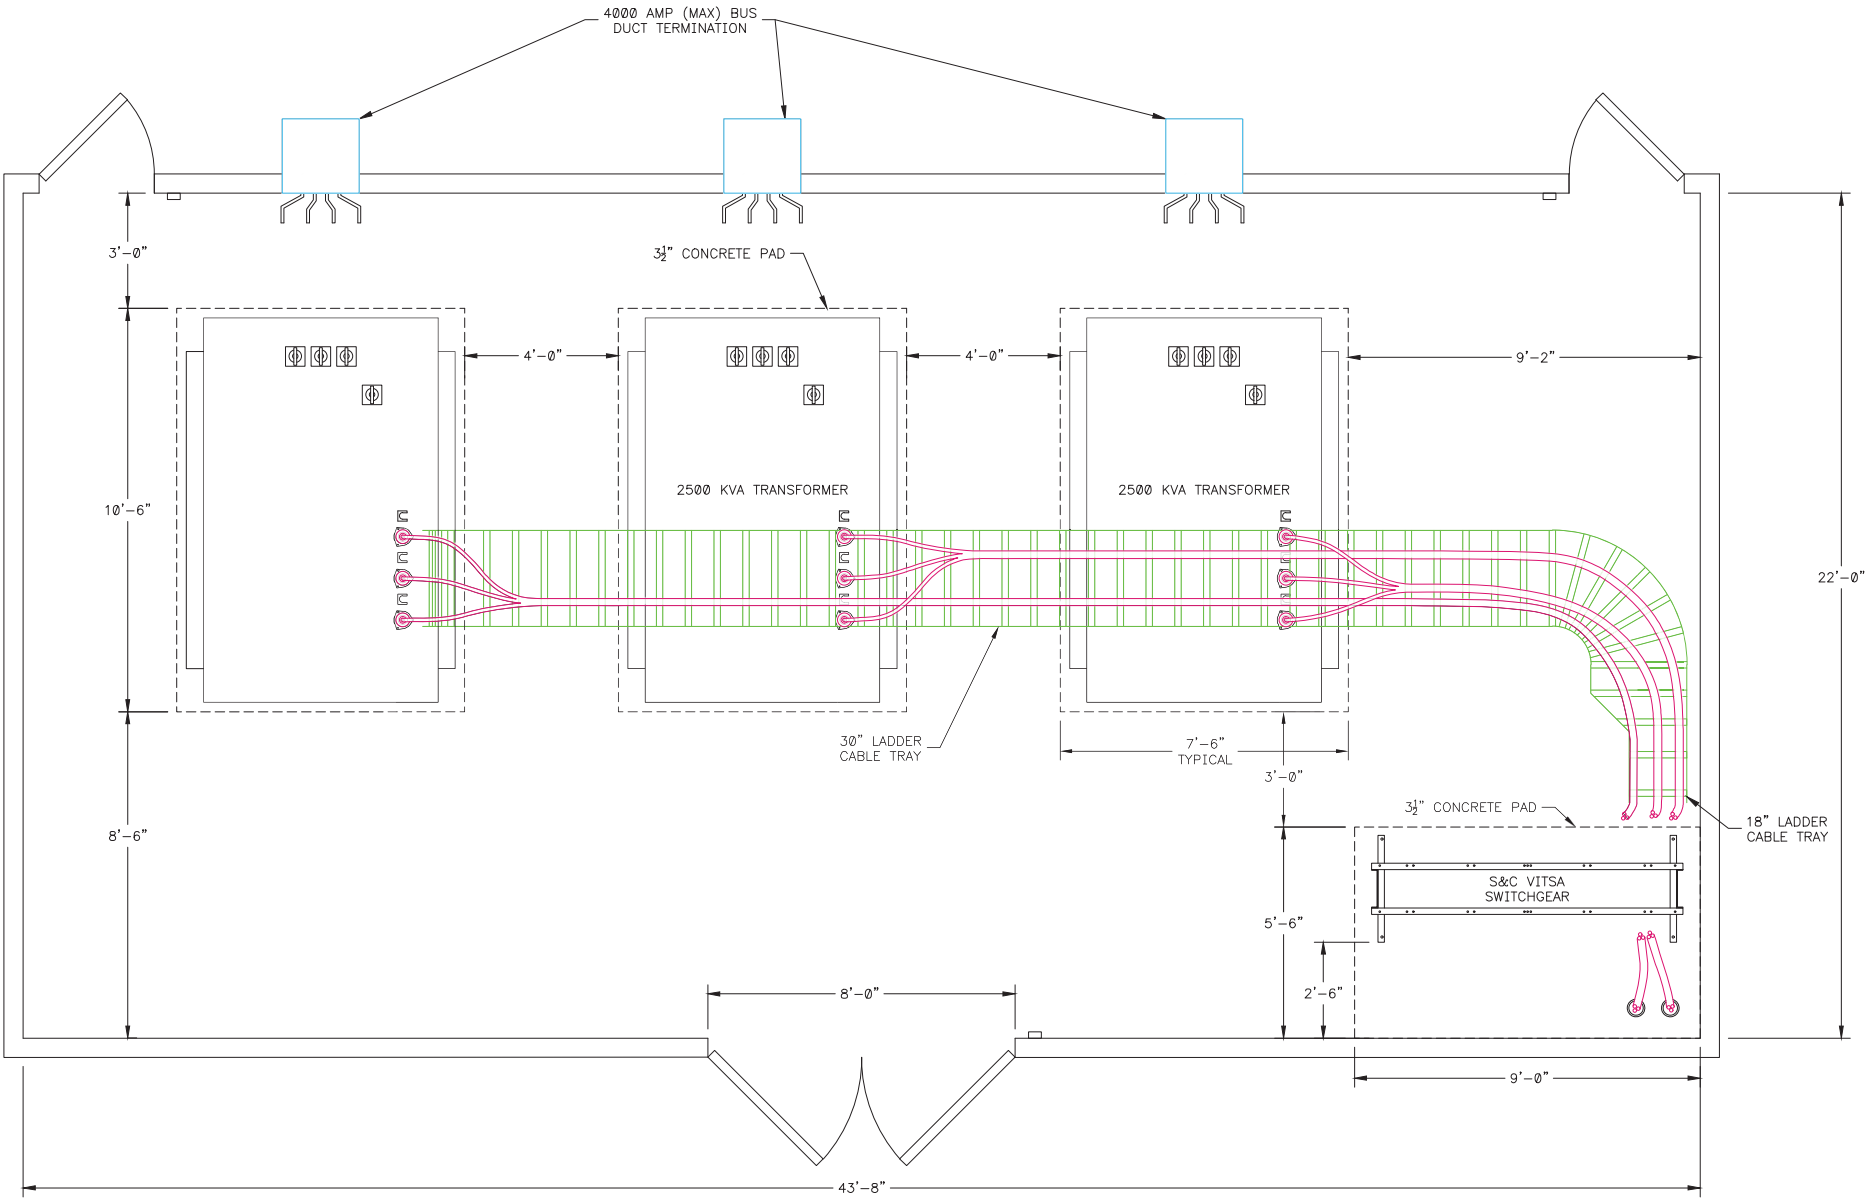 4000 AMP (MAX) BUS
DUCT TERMINATION
3'-0"
3½" CONCRETE PAD
4'-0"
4'-0"
9'-2"
2500 KVA TRANSFORMER
2500 KVA TRANSFORMER
10'-6"
22'-0"
30" LADDER
CABLE TRAY
7'-6"
TYPICAL
3'-0"
3½" CONCRETE PAD
18" LADDER
CABLE TRAY
8'-6"
S&C VITSA
SWITCHGEAR
5'-6"
2'-6"
8'-0"
9'-0"
43'-8"